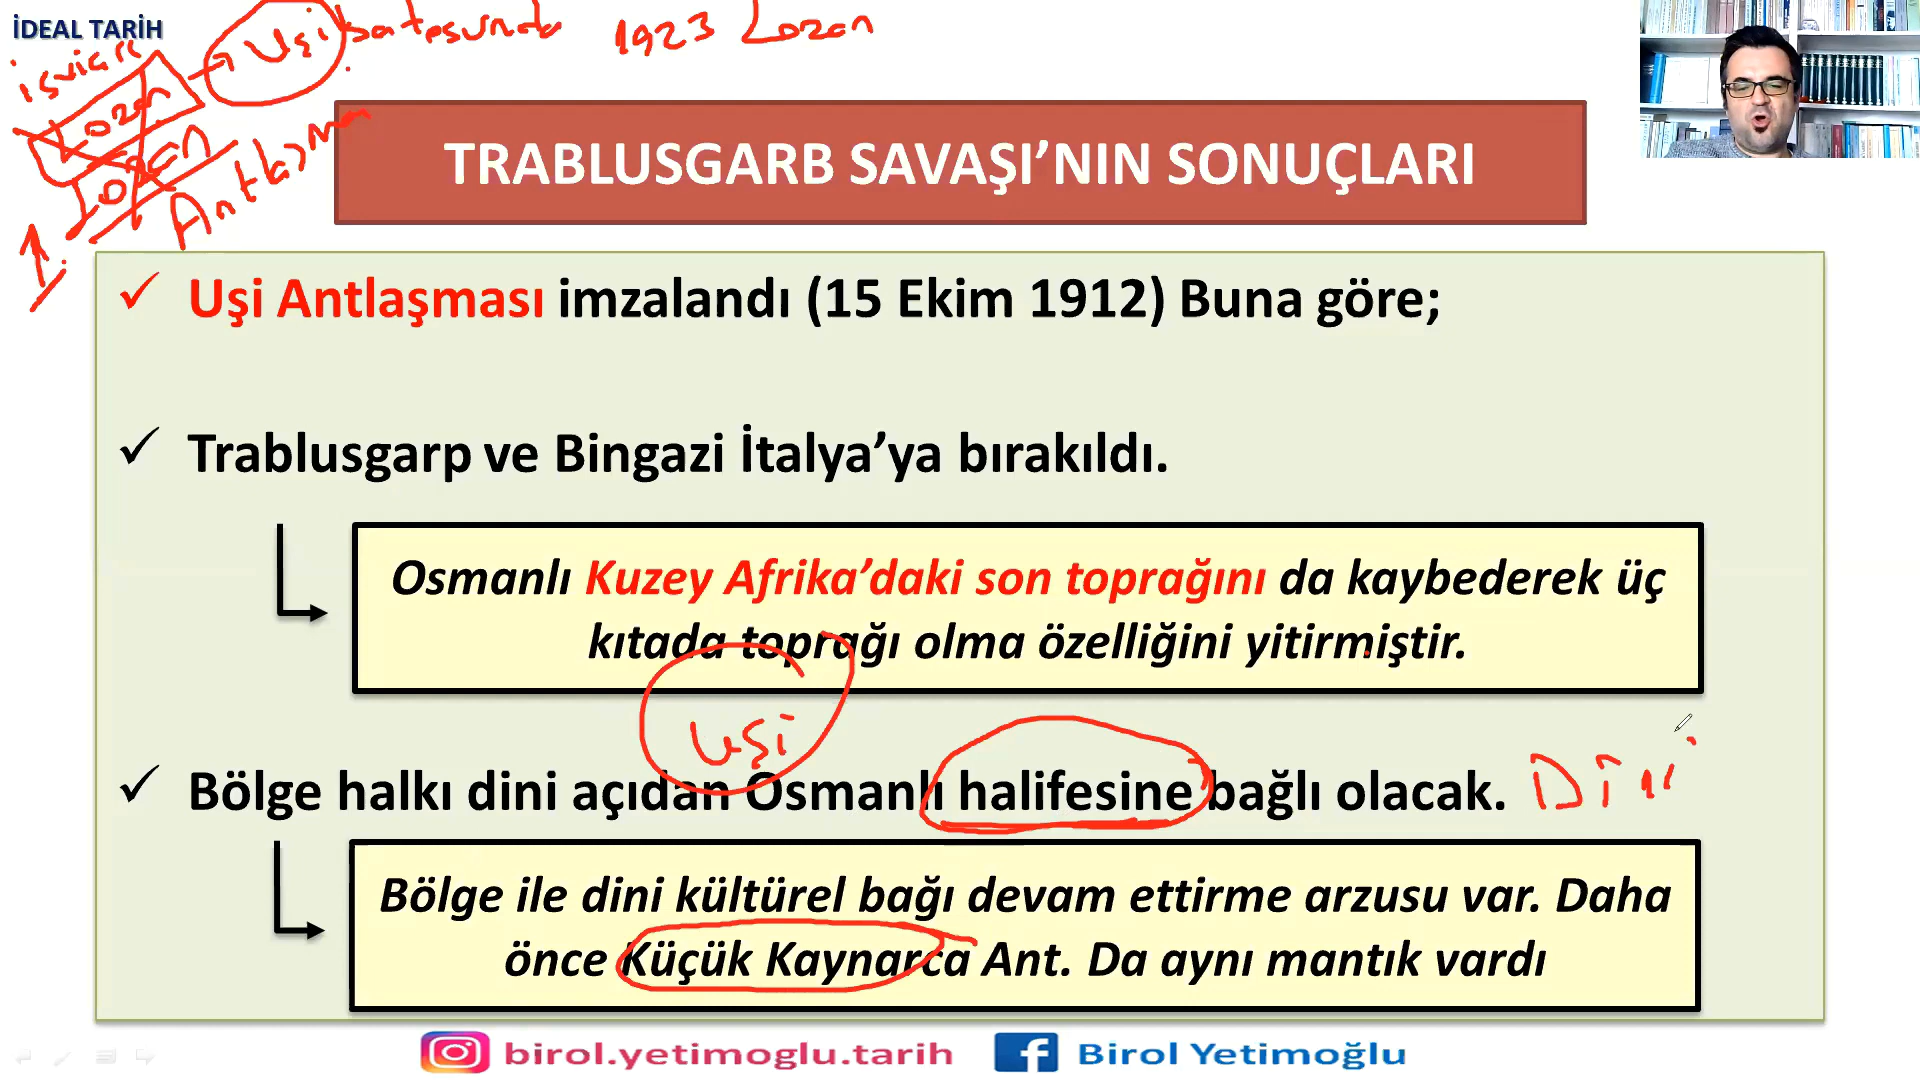 İDEAL TARİH
Uşi şatosunda 1923 Lozan
Lozan
Lozan
1. Antlaşma
TRABLUSGARB SAVAŞI’NIN SONUÇLARI
✓ Uşi Antlaşması imzalandı (15 Ekim 1912) Buna göre;
✓ Trablusgarp ve Bingazi İtalya’ya bırakıldı.
Osmanlı Kuzey Afrika’daki son toprağını da kaybederek üç
kıtada toprağı olma özelliğini yitirmiştir.
uşi
✓ Bölge halkı dini açıdan Osmanlı halifesine bağlı olacak. Dini
Bölge ile dini kültürel bağı devam ettirme arzusu var. Daha
önce Küçük Kaynarca Ant. Da aynı mantık vardı
birol.yetimoglu.tarih Birol Yetimoğlu